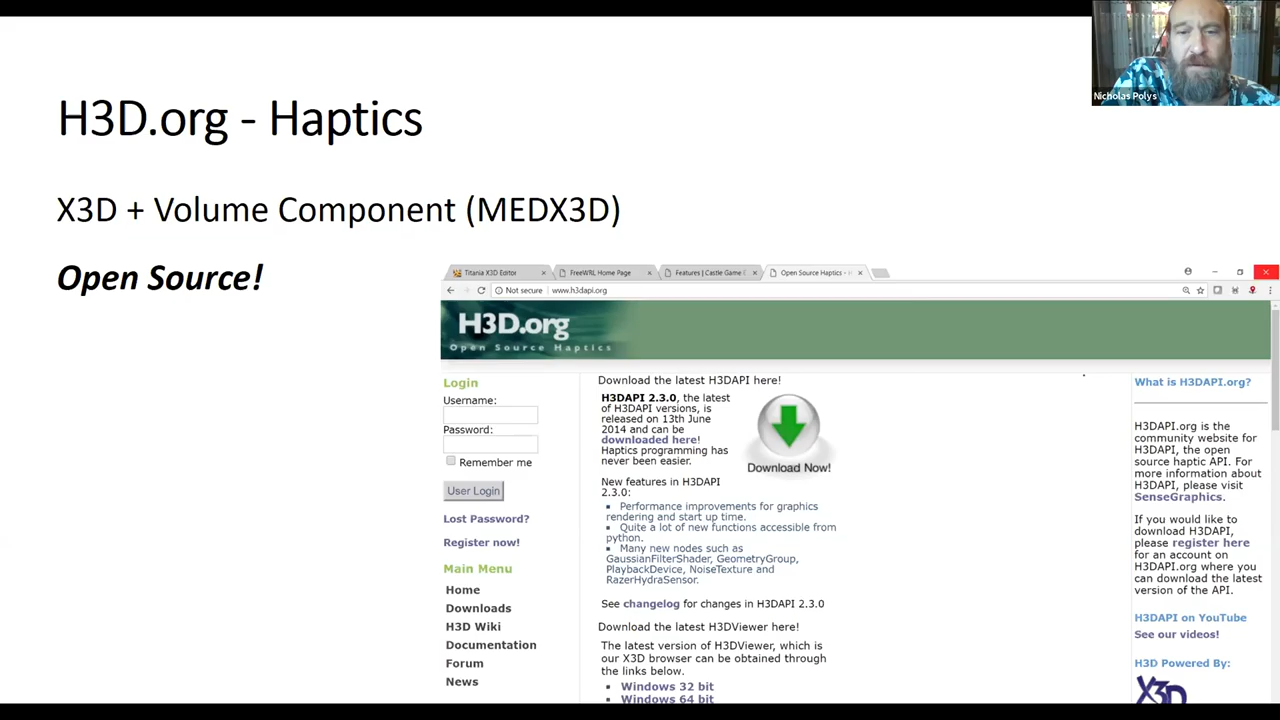 Nicholas Polys
H3D.org - Haptics
X3D + Volume Component (MEDX3D)
Open Source!
Titania X3D Editor
FreeWRL Home Page
Features | Castle Game E
Open Source Haptics -
Not secure
www.h3dapi.org
H3D.org
Open Source Haptics
Login
Username:
Password:
Remember me
User Login
Lost Password?
Register now!
Main Menu
Home
Downloads
H3D Wiki
Documentation
Forum
News
Download the latest H3DAPI here!
H3DAPI 2.3.0, the latest
of H3DAPI versions, is
released on 13th June
2014 and can be
downloaded here!
Haptics programming has
never been easier.
Download Now!
New features in H3DAPI
2.3.0:
Performance improvements for graphics
rendering and start up time.
Quite a lot of new functions accessible from
python.
Many new nodes such as
GaussianFilterShader, GeometryGroup,
PlaybackDevice, NoiseTexture and
RazerHydraSensor.
See changelog for changes in H3DAPI 2.3.0
Download the latest H3DViewer here!
The latest version of H3DViewer, which is
our X3D browser can be obtained through
the links below.
Windows 32 bit
Windows 64 bit
What is H3DAPI.org?
H3DAPI.org is the
community website for
H3DAPI, the open
source haptic API. For
more information about
H3DAPI, please visit
SenseGraphics.
If you would like to
download H3DAPI,
please register here
for an account on
H3DAPI.org where you
can download the latest
version of the API.
H3DAPI on YouTube
See our videos!
H3D Powered By:
X3D